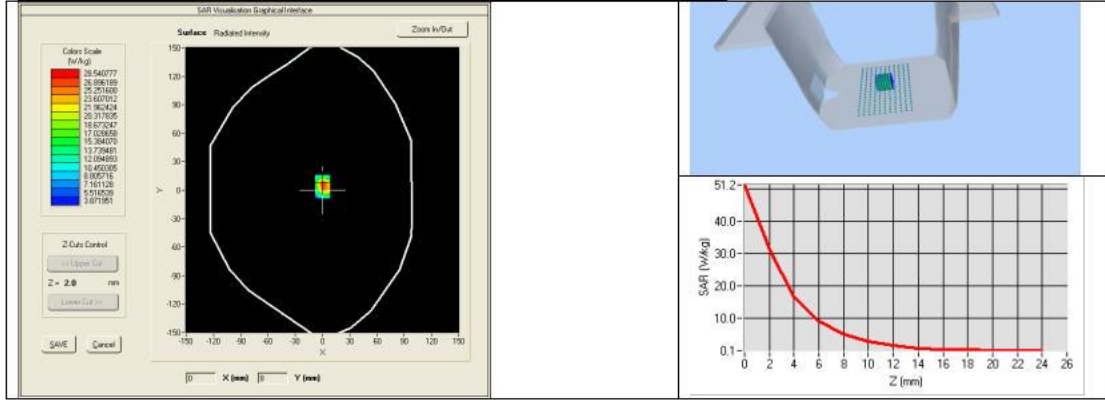 SAR Visualisation Graphical Interface
Surface Radiated Intensity
Zoom In/Out
Colors Scale
(W/kg)
28.540777
26.896189
25.251600
23.607012
21.962424
20.317835
18.673247
17.028658
15.384070
13.739481
12.094893
10.450305
8.805716
7.161128
5.516539
3.871951
Z-Cuts Control
<< Upper Cut
Z = 2.0 mm
Lower Cut >>
SAVE Cancel
150
120
90
60
30
0
-30
-60
-90
-120
-150
Y
-150 -120 -90 -60 -30 0 30 60 90 120 150
X
0 X (mm) 0 Y (mm)
51.2
40.0
30.0
20.0
10.0
0.1
SAR (W/kg)
0 2 4 6 8 10 12 14 16 18 20 22 24 26
Z (mm)